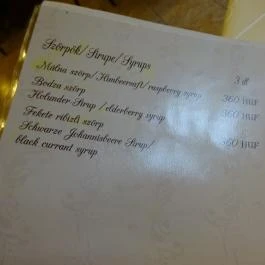 Szörpök/ Sirupe/ Syrups
3 dl
Málna szörp/ Himbeersaft/ raspberry syrup 360 HUF
Bodza szörp
Holunder Sirup / elderberry syrup 360 HUF
Fekete ribizli szörp
Schwarze Johannisbeere Sirup/ 360 HUF
black currant syrup